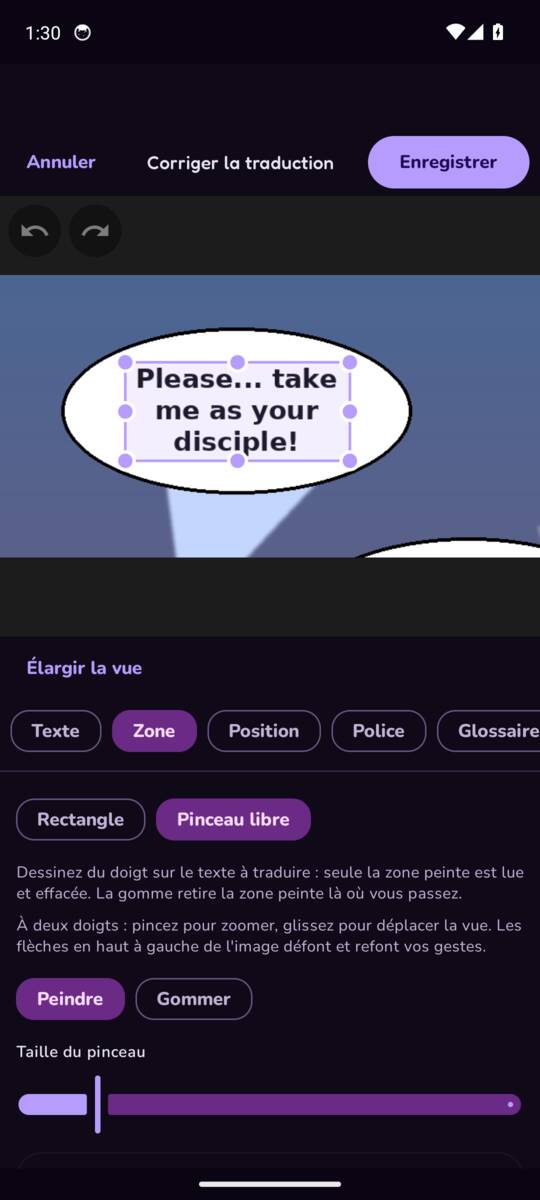 1:30
Annuler
Corriger la traduction
Enregistrer
Please... take
me as your
disciple!
Élargir la vue
Texte
Zone
Position
Police
Glossaire
Rectangle
Pinceau libre
Dessinez du doigt sur le texte à traduire : seule la zone peinte est lue
et effacée. La gomme retire la zone peinte là où vous passez.
À deux doigts : pincez pour zoomer, glissez pour déplacer la vue. Les
flèches en haut à gauche de l'image défont et refont vos gestes.
Peindre
Gommer
Taille du pinceau